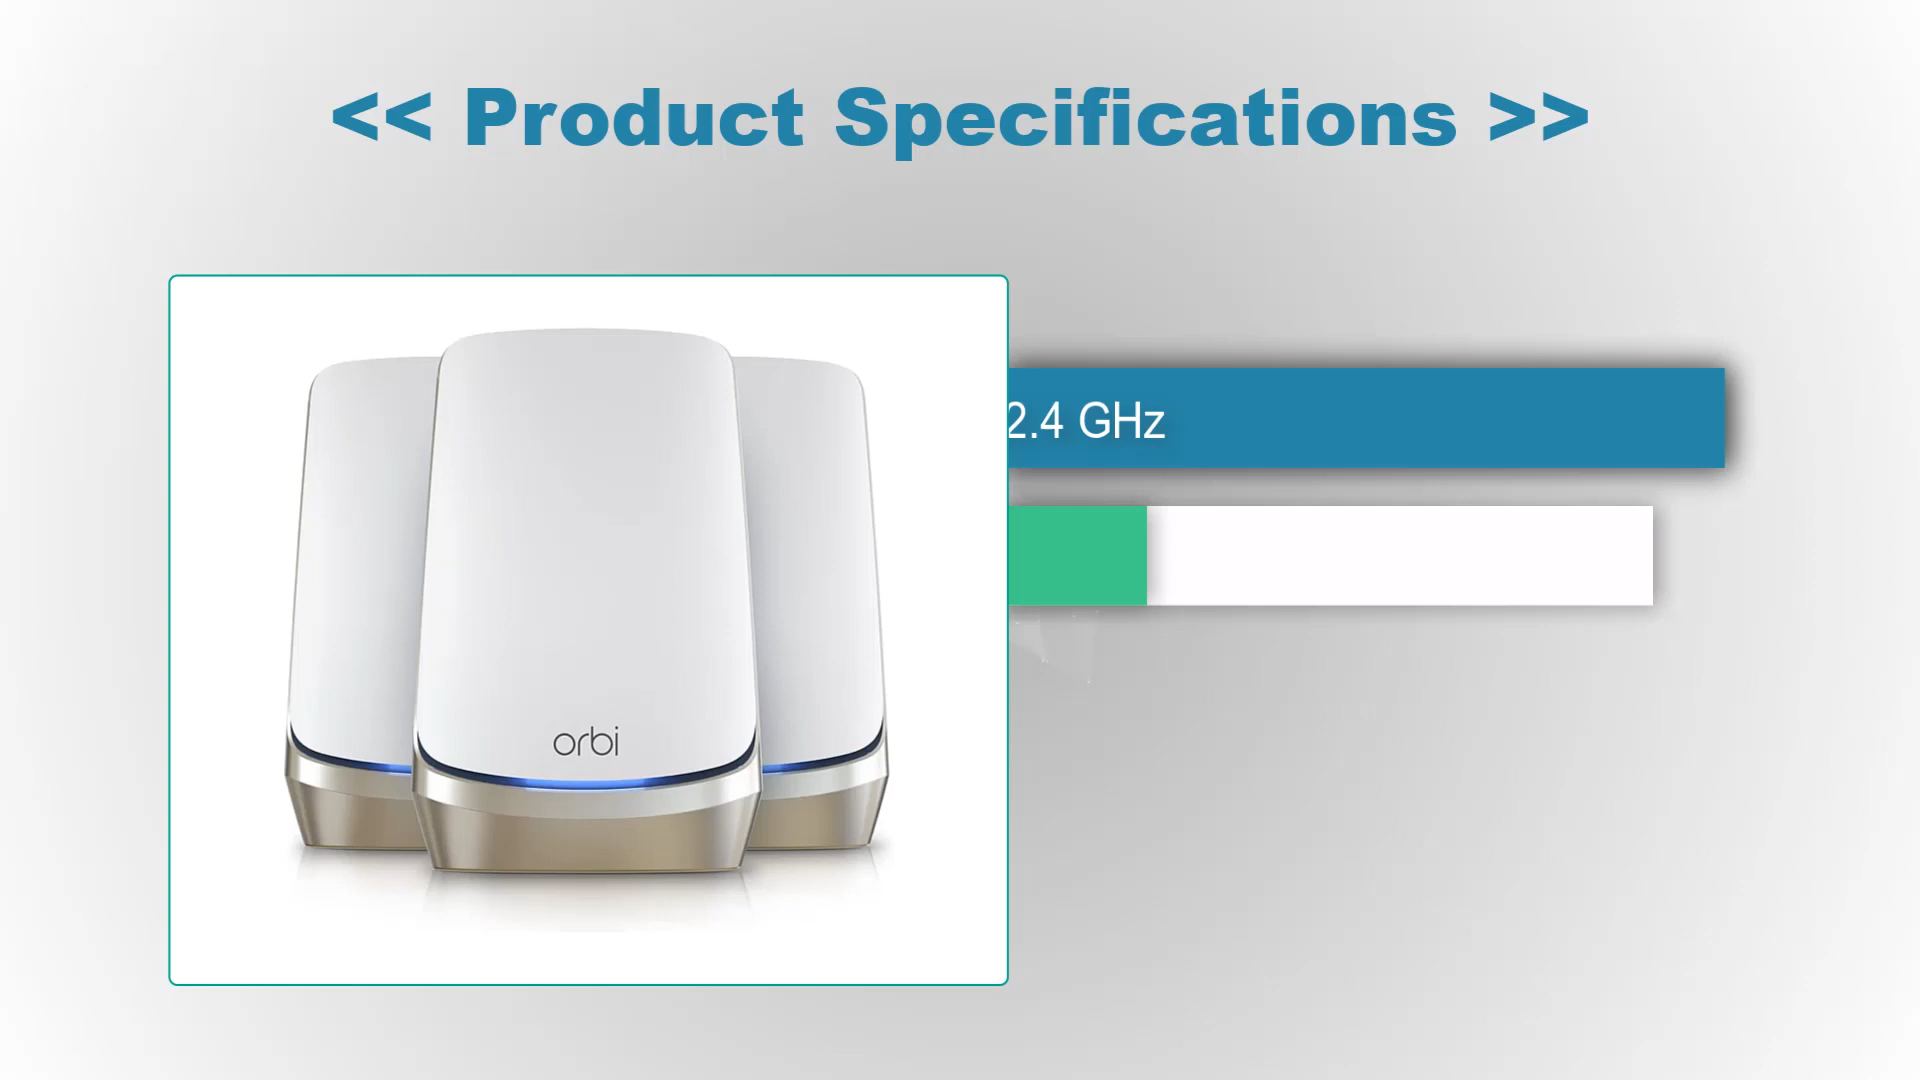 << Product Specifications >>
2.4 GHz
orbi